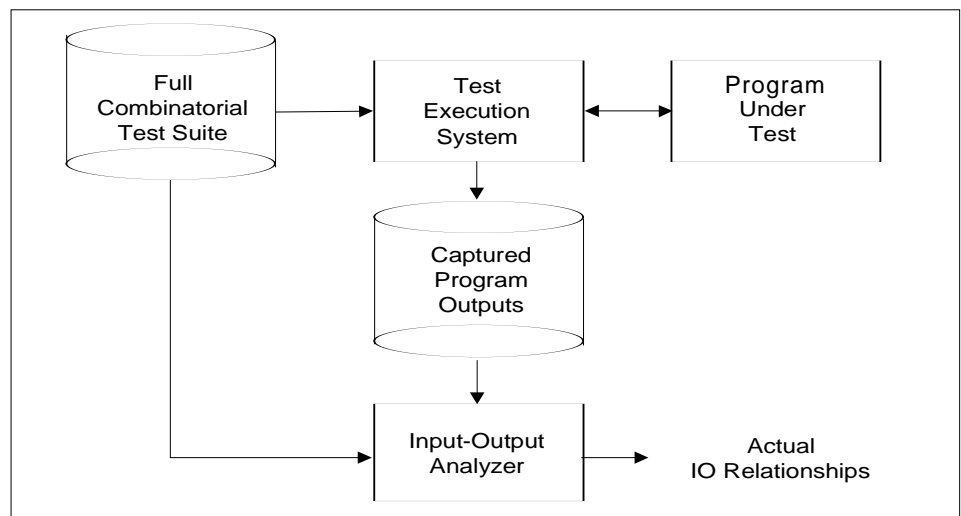 Full
Combinatorial
Test Suite
Test
Execution
System
Program
Under
Test
Captured
Program
Outputs
Input-Output
Analyzer
Actual
IO Relationships